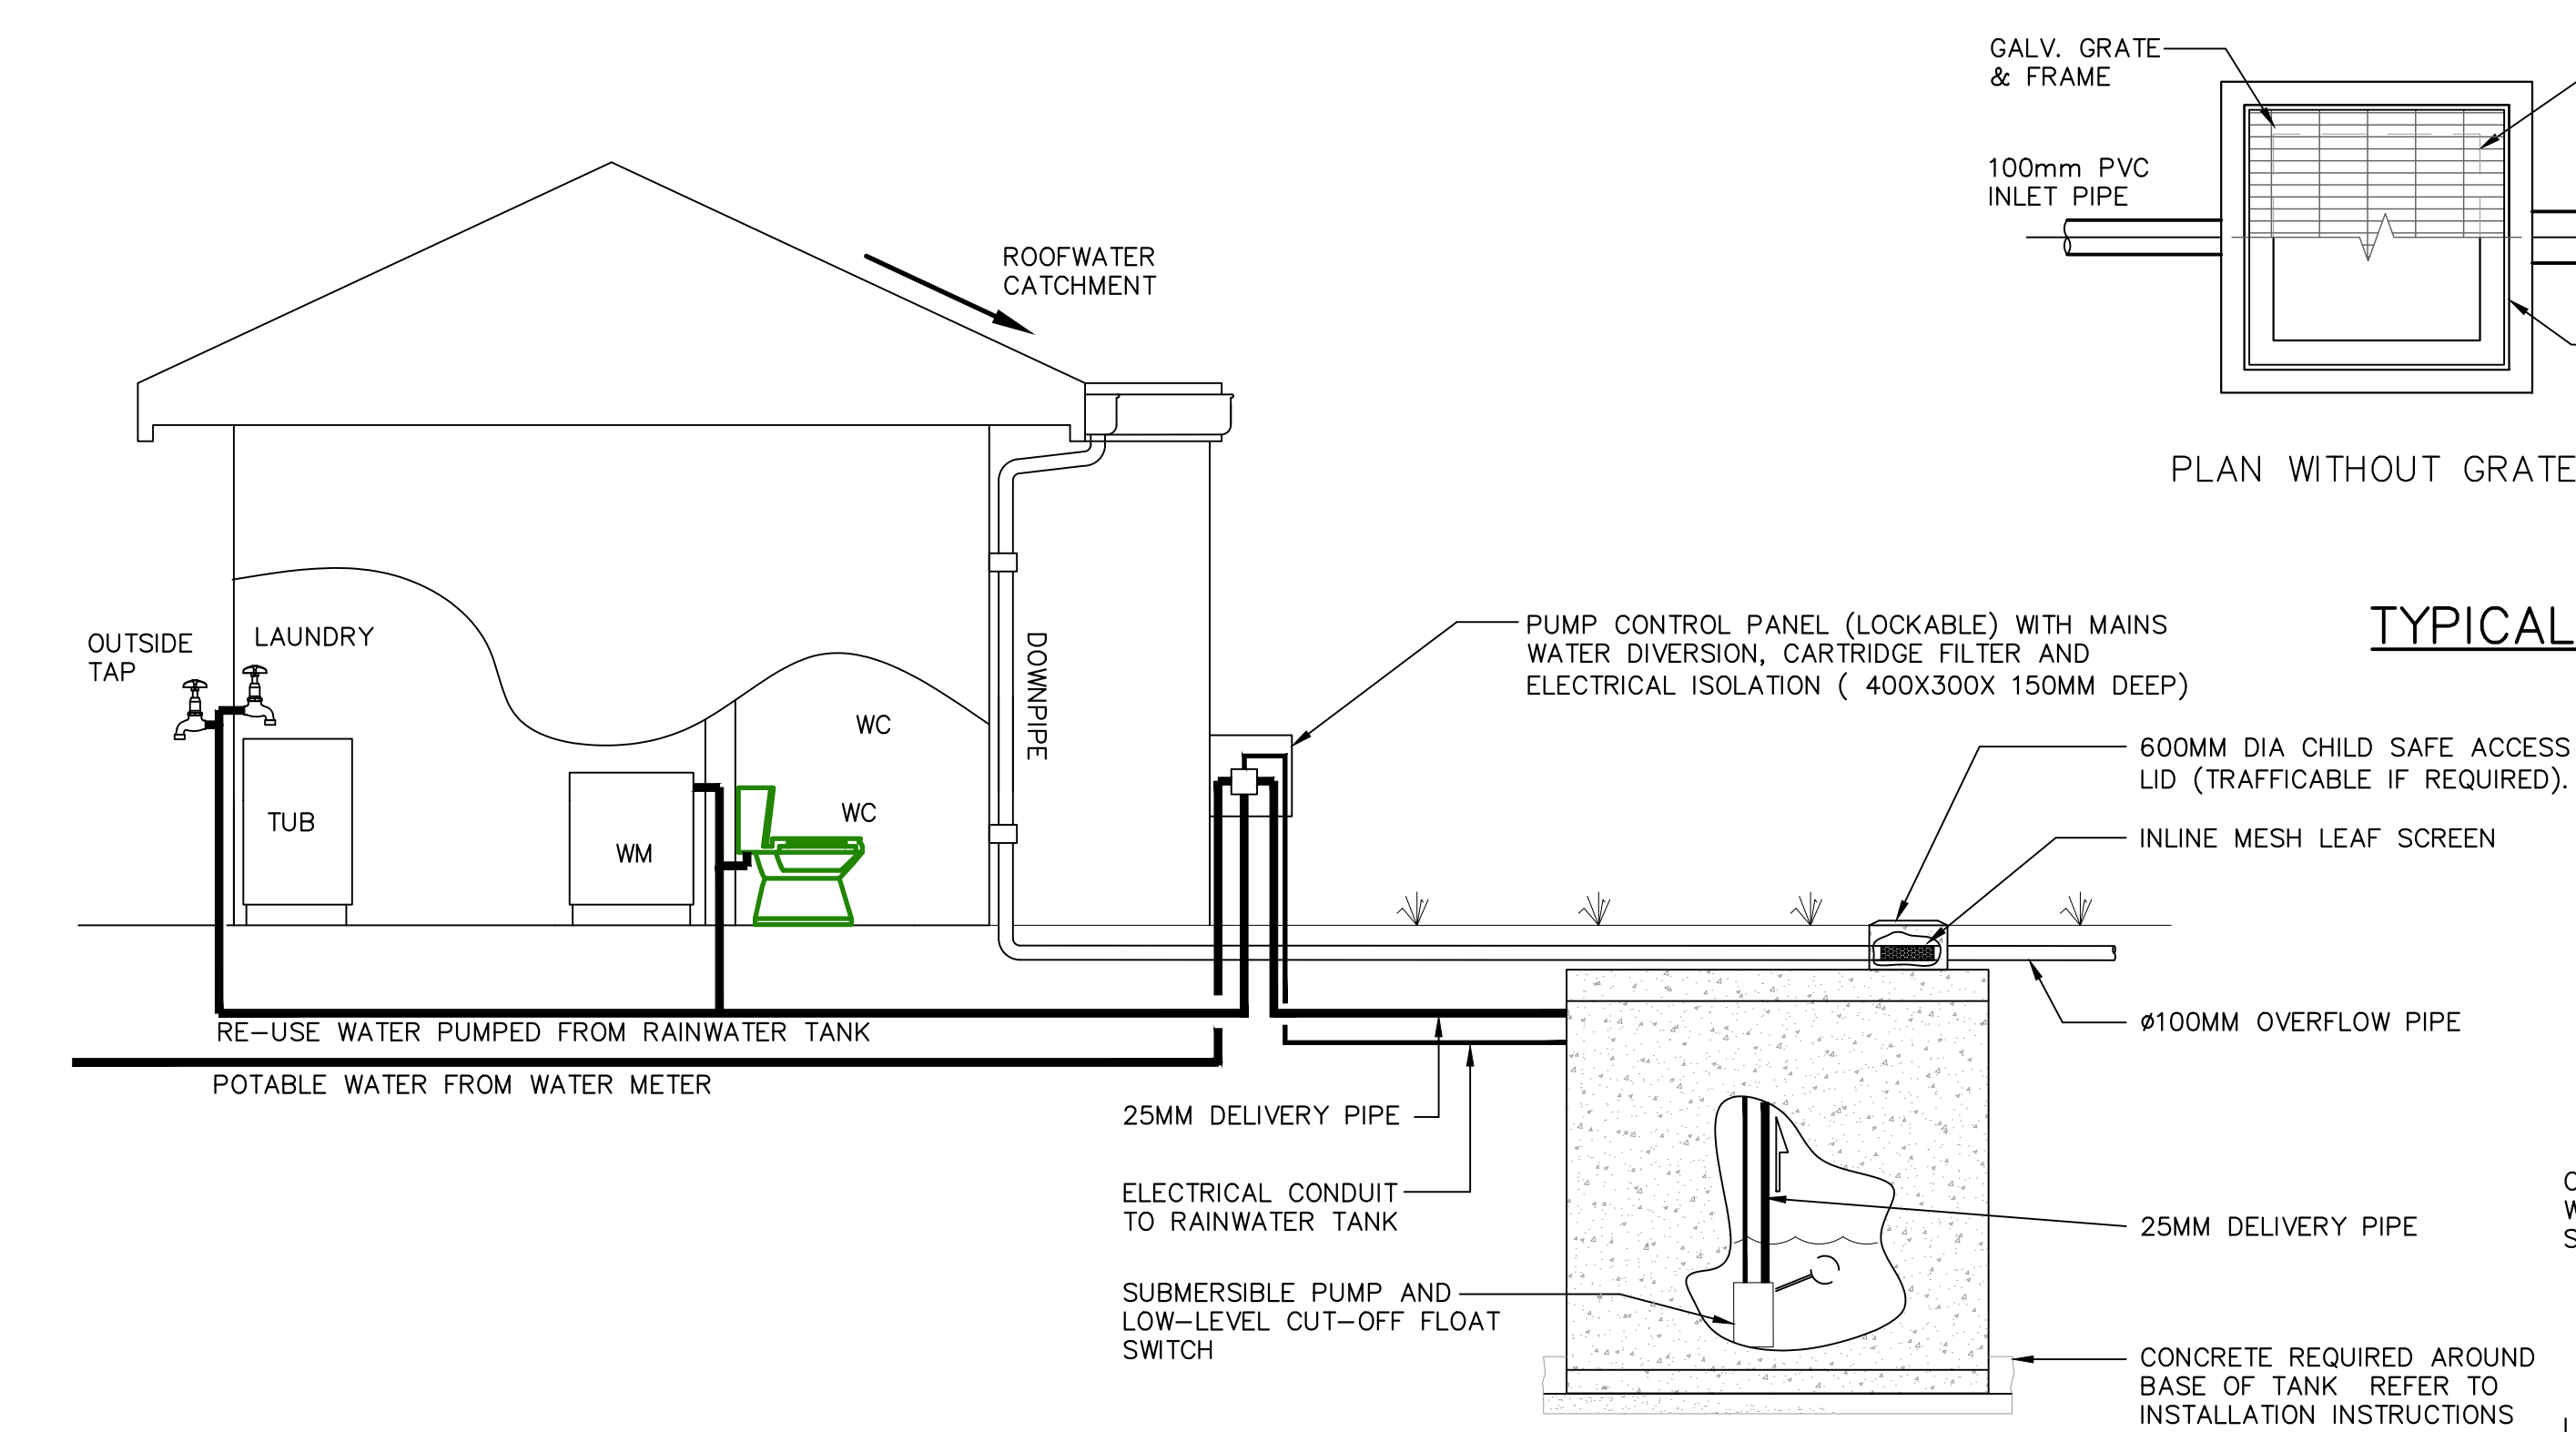 GALV. GRATE
& FRAME
100mm PVC
INLET PIPE
PLAN WITHOUT GRATE
TYPICAL
ROOFWATER
CATCHMENT
OUTSIDE
TAP
LAUNDRY
TUB
WM
WC
WC
DOWNPIPE
PUMP CONTROL PANEL (LOCKABLE) WITH MAINS
WATER DIVERSION, CARTRIDGE FILTER AND
ELECTRICAL ISOLATION ( 400X300X 150MM DEEP)
600MM DIA CHILD SAFE ACCESS
LID (TRAFFICABLE IF REQUIRED).
INLINE MESH LEAF SCREEN
ø100MM OVERFLOW PIPE
RE-USE WATER PUMPED FROM RAINWATER TANK
POTABLE WATER FROM WATER METER
25MM DELIVERY PIPE
ELECTRICAL CONDUIT
TO RAINWATER TANK
SUBMERSIBLE PUMP AND
LOW-LEVEL CUT-OFF FLOAT
SWITCH
25MM DELIVERY PIPE
CONCRETE REQUIRED AROUND
BASE OF TANK REFER TO
INSTALLATION INSTRUCTIONS